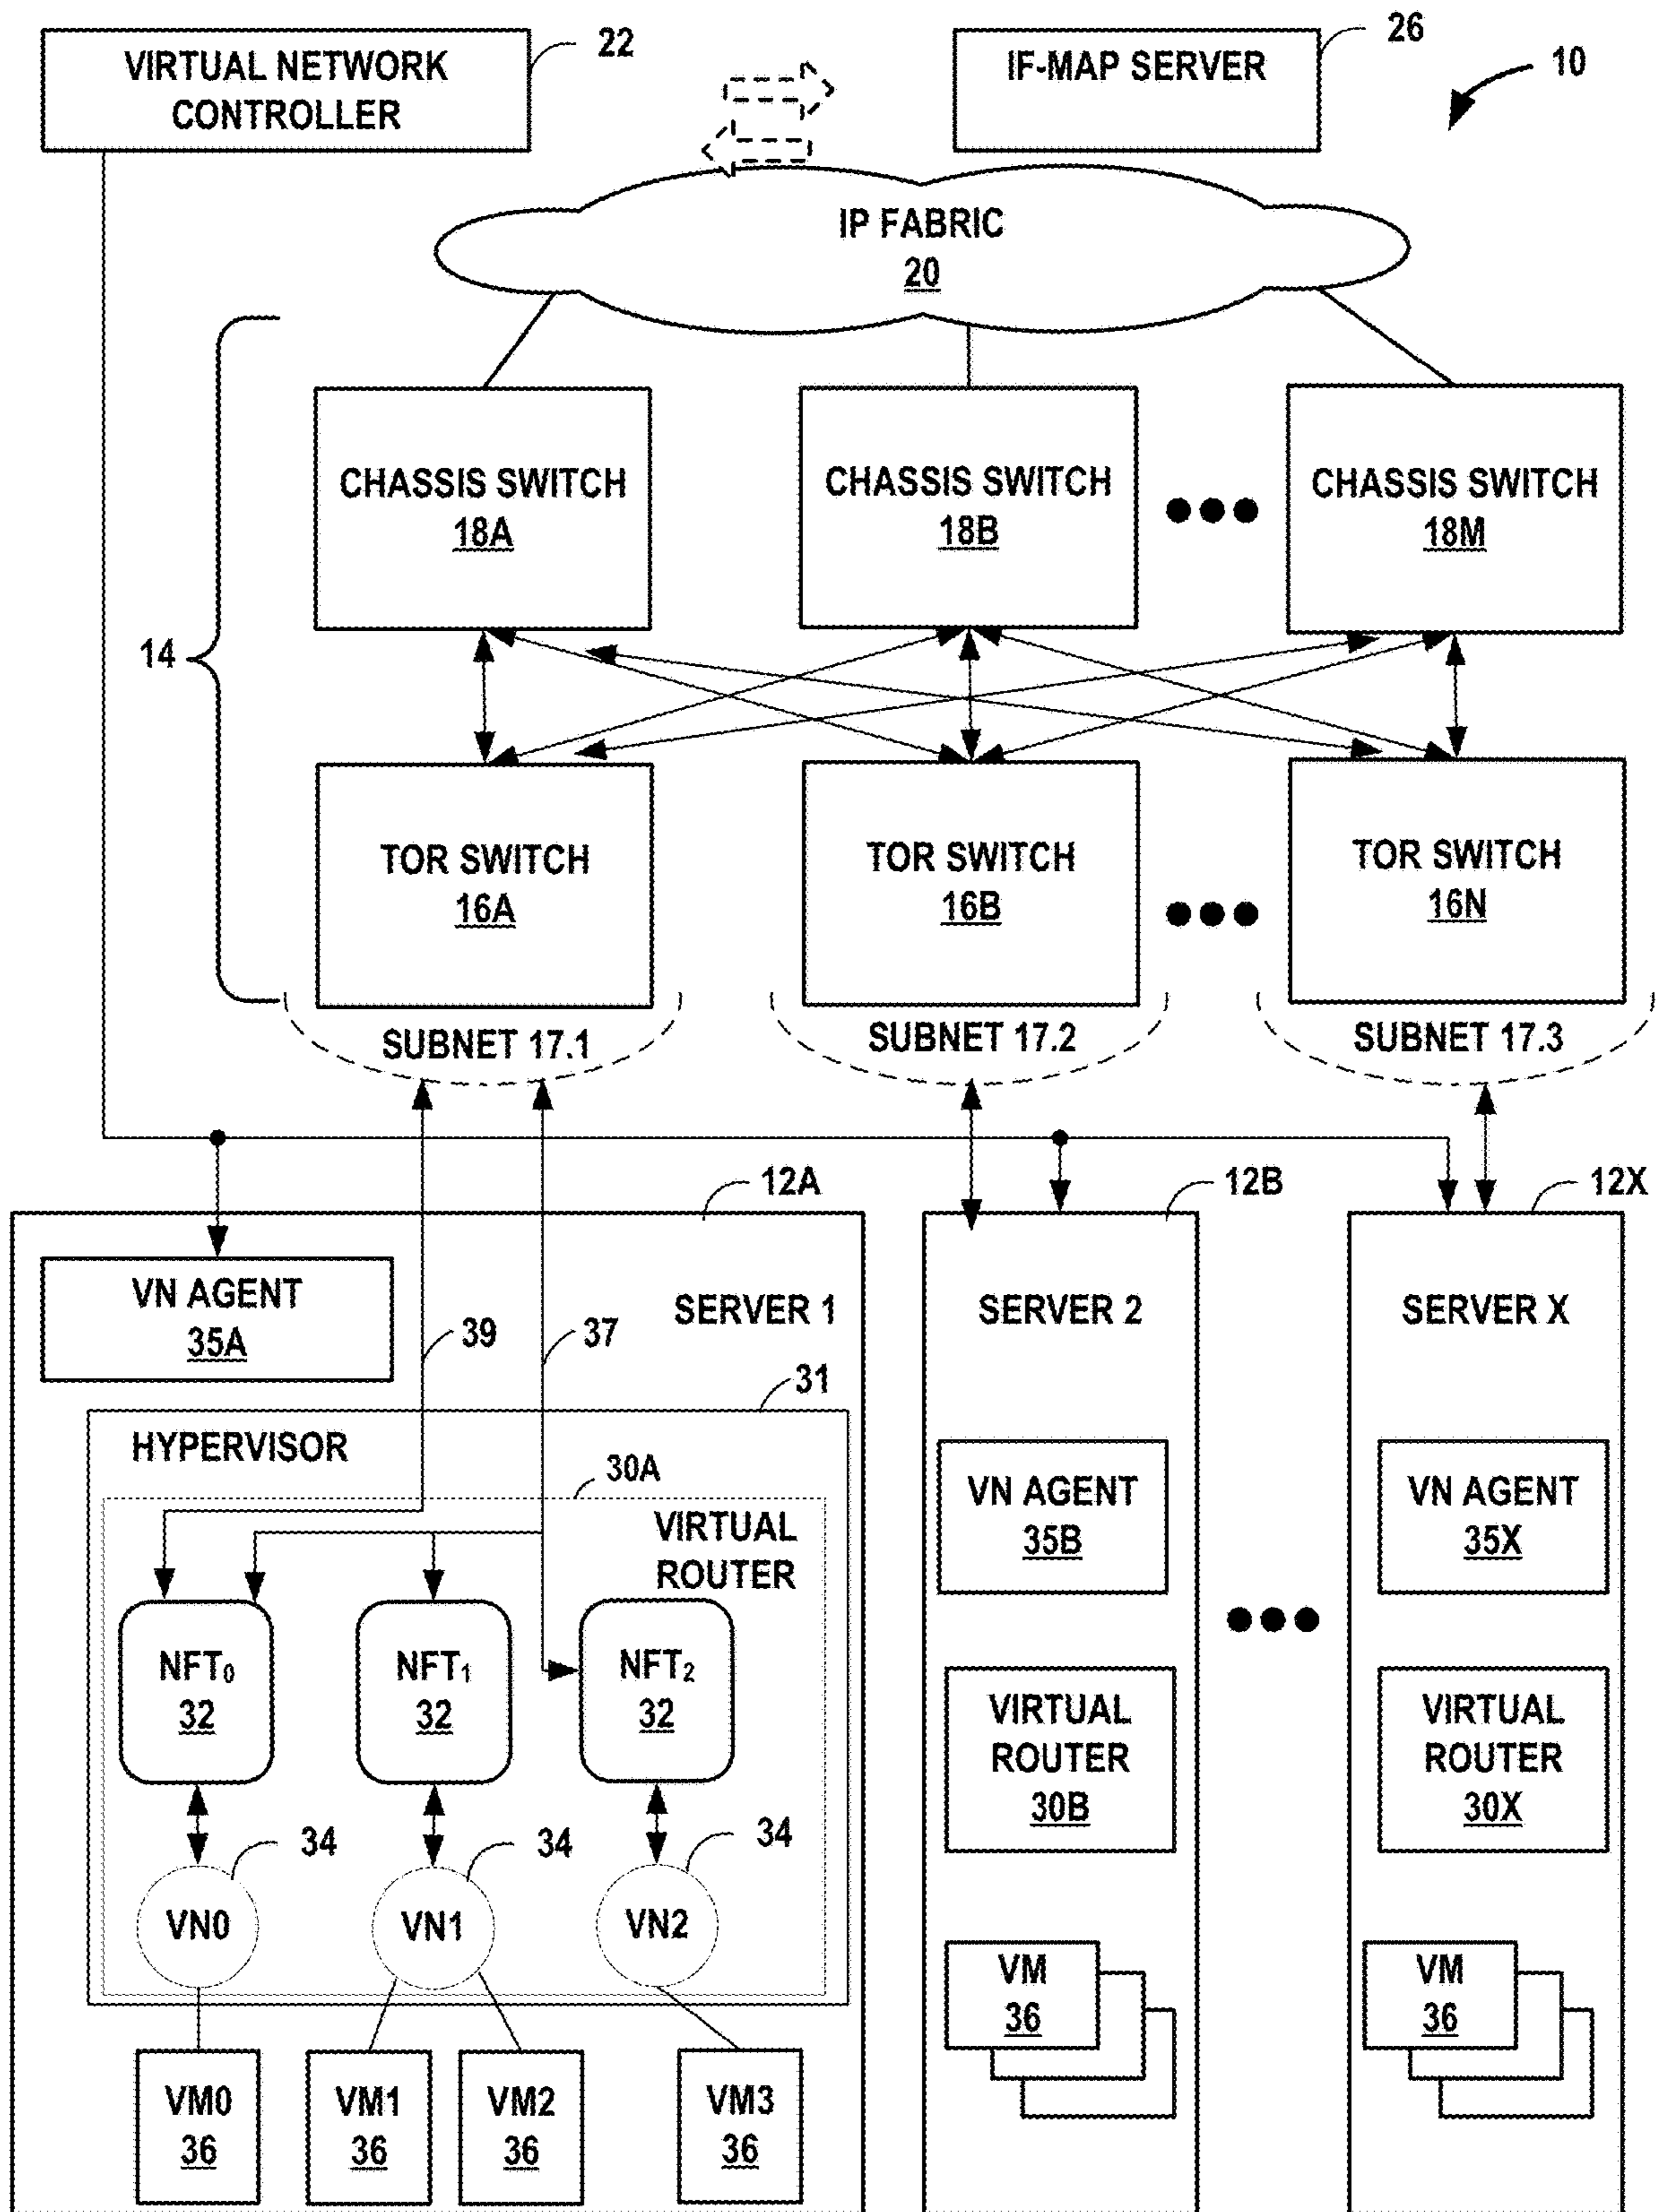 VIRTUAL NETWORK
CONTROLLER
22
IF-MAP SERVER
26
10
IP FABRIC
20
14
CHASSIS SWITCH
18A
CHASSIS SWITCH
18B
CHASSIS SWITCH
18M
TOR SWITCH
16A
TOR SWITCH
16B
TOR SWITCH
16N
SUBNET 17.1
SUBNET 17.2
SUBNET 17.3
12A
12B
12X
VN AGENT
35A
SERVER 1
39
37
31
HYPERVISOR
30A
VIRTUAL
ROUTER
NFT₀
32
NFT₁
32
NFT₂
32
34
34
34
VN0
VN1
VN2
VM0
36
VM1
36
VM2
36
VM3
36
SERVER 2
VN AGENT
35B
VIRTUAL
ROUTER
30B
VM
36
SERVER X
VN AGENT
35X
VIRTUAL
ROUTER
30X
VM
36